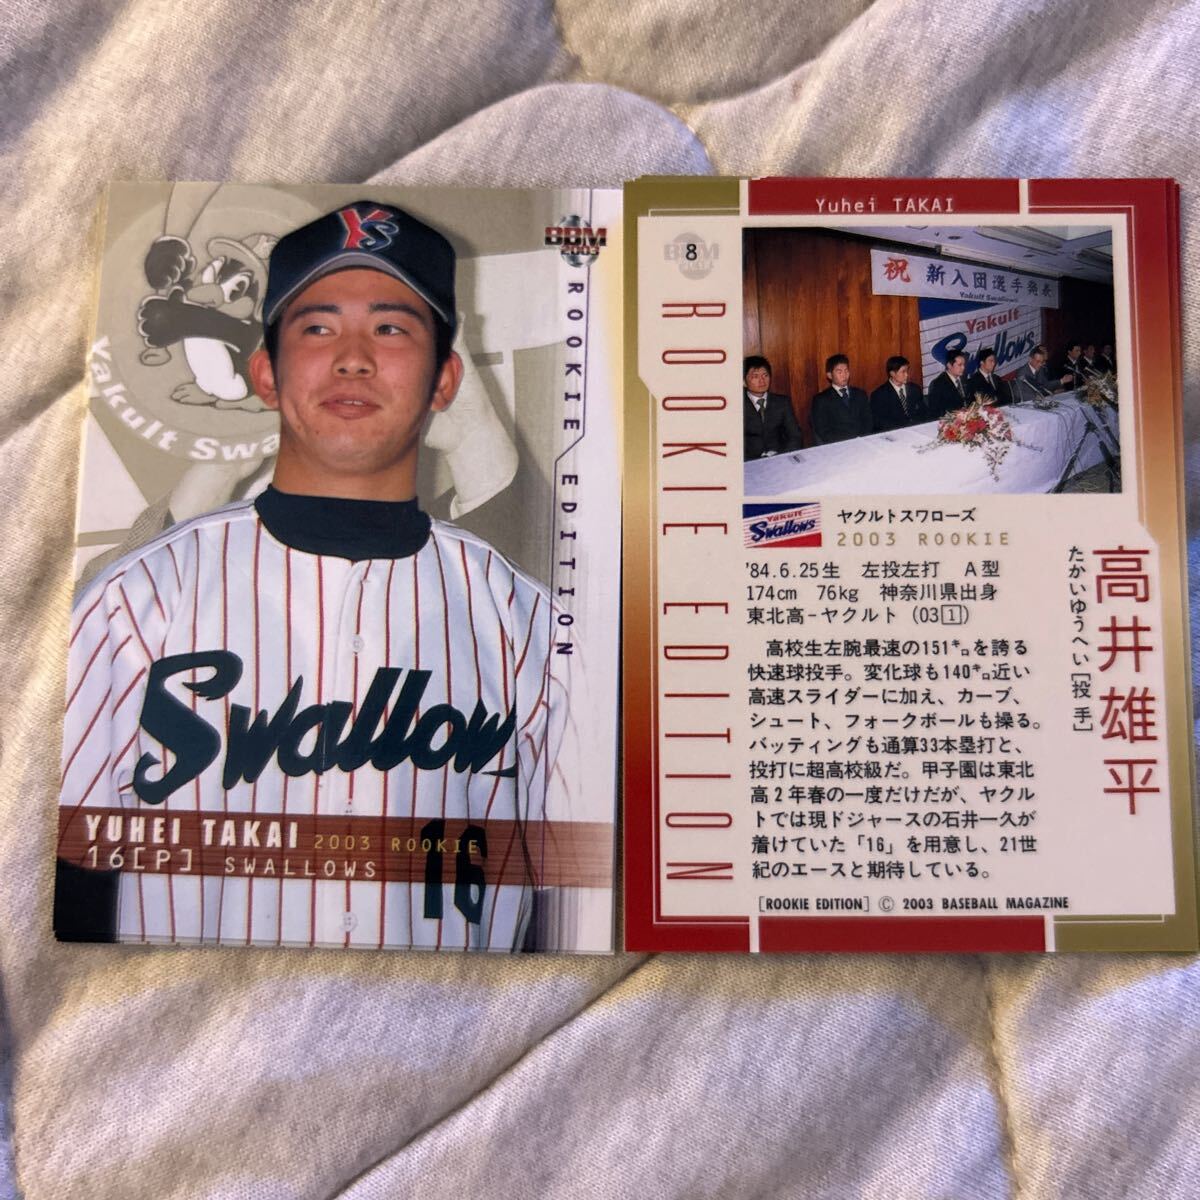 YS
BBM
2003
ROOKIE EDITION
Yakult Swa
Swallow
YUHEI TAKAI 2003 ROOKIE
16[P] SWALLOWS
16
Yuhei TAKAI
8
BBM
ROOKIE EDITION
祝 新入団選手発表
Yakult Swallows
Yakult
Swallows
Yakult
Swallows
ヤクルトスワローズ
2003 ROOKIE
'84.6.25生 左投左打 A型
174cm 76kg 神奈川県出身
東北高-ヤクルト(03①)
高校生左腕最速の151㌔を誇る
快速球投手。変化球も140㌔近い
高速スライダーに加え、カーブ、
シュート、フォークボールも操る。
バッティングも通算33本塁打と、
投打に超高校級だ。甲子園は東北
高2年春の一度だけだが、ヤクル
トでは現ドジャースの石井一久が
着けていた「16」を用意し、21世
紀のエースと期待している。
高井雄平
たかいゆうへい[投手]
[ROOKIE EDITION] © 2003 BASEBALL MAGAZINE